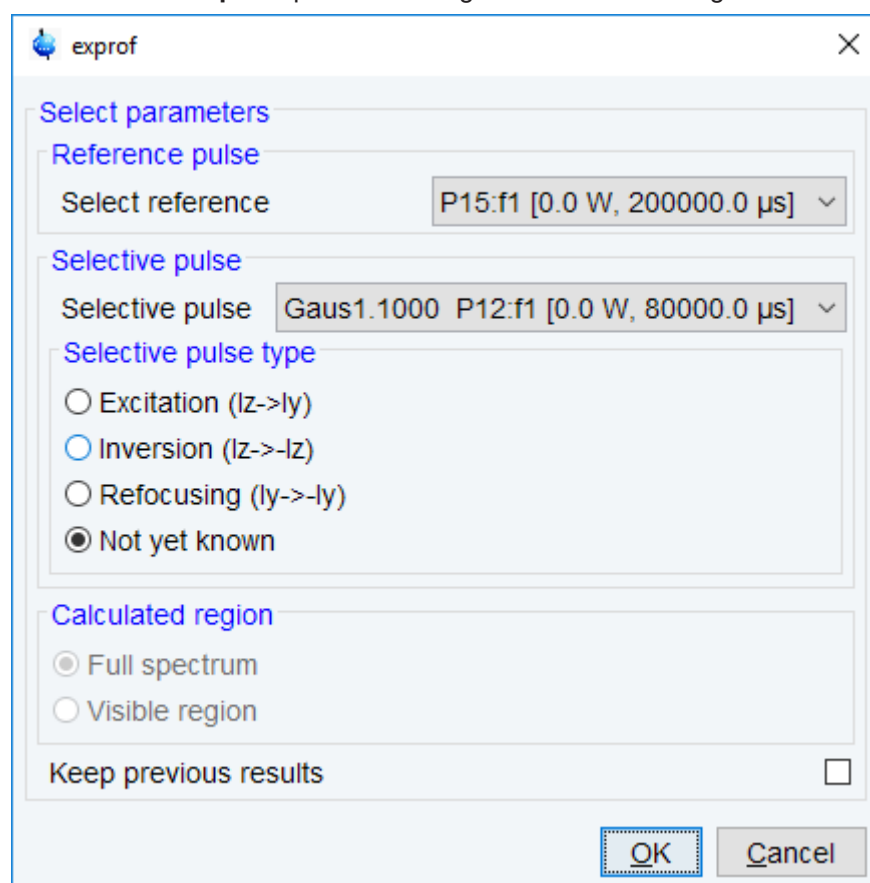 exprof
Select parameters
Reference pulse
Select reference P15:f1 [0.0 W, 200000.0 µs]
Selective pulse
Selective pulse Gaus1.1000 P12:f1 [0.0 W, 80000.0 µs]
Selective pulse type
Excitation (Iz->Iy)
Inversion (Iz->-Iz)
Refocusing (Iy->-Iy)
Not yet known
Calculated region
Full spectrum
Visible region
Keep previous results
OK Cancel